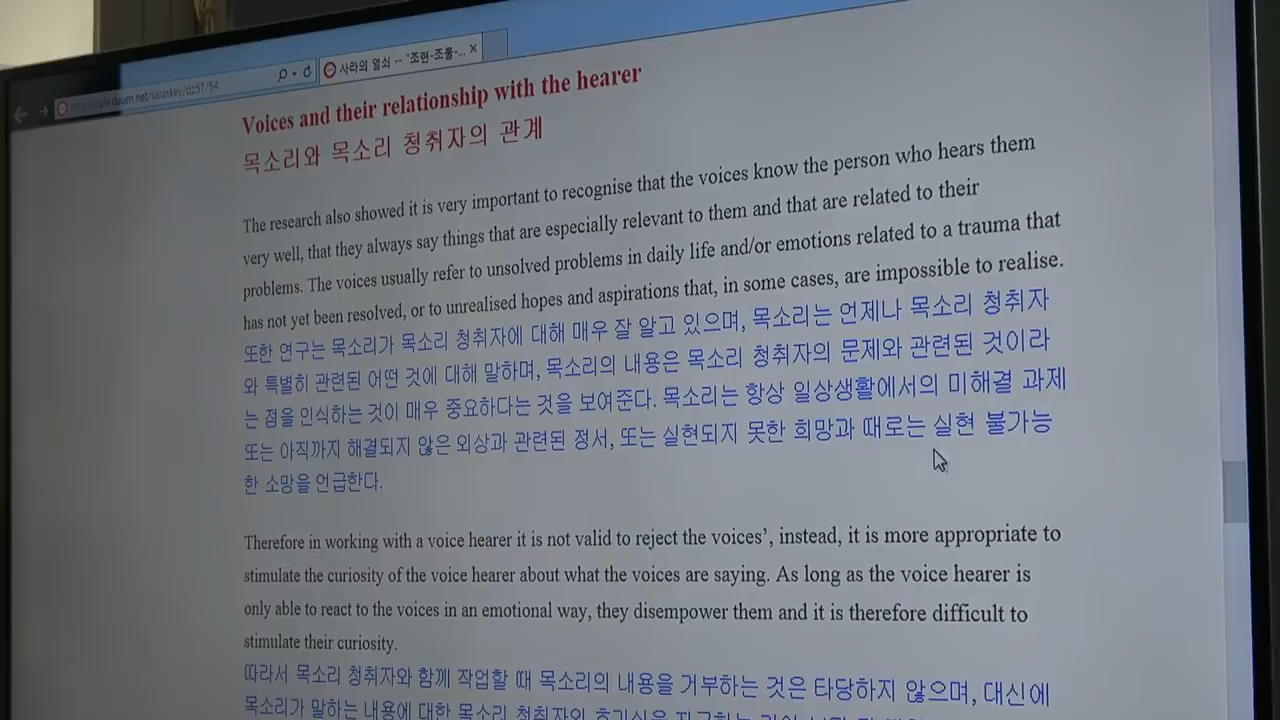 사라의 열쇠 -- "조현-조울-...
Voices and their relationship with the hearer
목소리와 목소리 청취자의 관계
The research also showed it is very important to recognise that the voices know the person who hears them
very well, that they always say things that are especially relevant to them and that are related to their
problems. The voices usually refer to unsolved problems in daily life and/or emotions related to a trauma that
has not yet been resolved, or to unrealised hopes and aspirations that, in some cases, are impossible to realise.
또한 연구는 목소리가 목소리 청취자에 대해 매우 잘 알고 있으며, 목소리는 언제나 목소리 청취자
와 특별히 관련된 어떤 것에 대해 말하며, 목소리의 내용은 목소리 청취자의 문제와 관련된 것이라
는 점을 인식하는 것이 매우 중요하다는 것을 보여준다. 목소리는 항상 일상생활에서의 미해결 과제
또는 아직까지 해결되지 않은 외상과 관련된 정서, 또는 실현되지 못한 희망과 때로는 실현 불가능
한 소망을 언급한다.
Therefore in working with a voice hearer it is not valid to reject the voices’, instead, it is more appropriate to
stimulate the curiosity of the voice hearer about what the voices are saying. As long as the voice hearer is
only able to react to the voices in an emotional way, they disempower them and it is therefore difficult to
stimulate their curiosity.
따라서 목소리 청취자와 함께 작업할 때 목소리의 내용을 거부하는 것은 타당하지 않으며, 대신에
목소리가 말하는 내용에 대한 목소리 청취자의